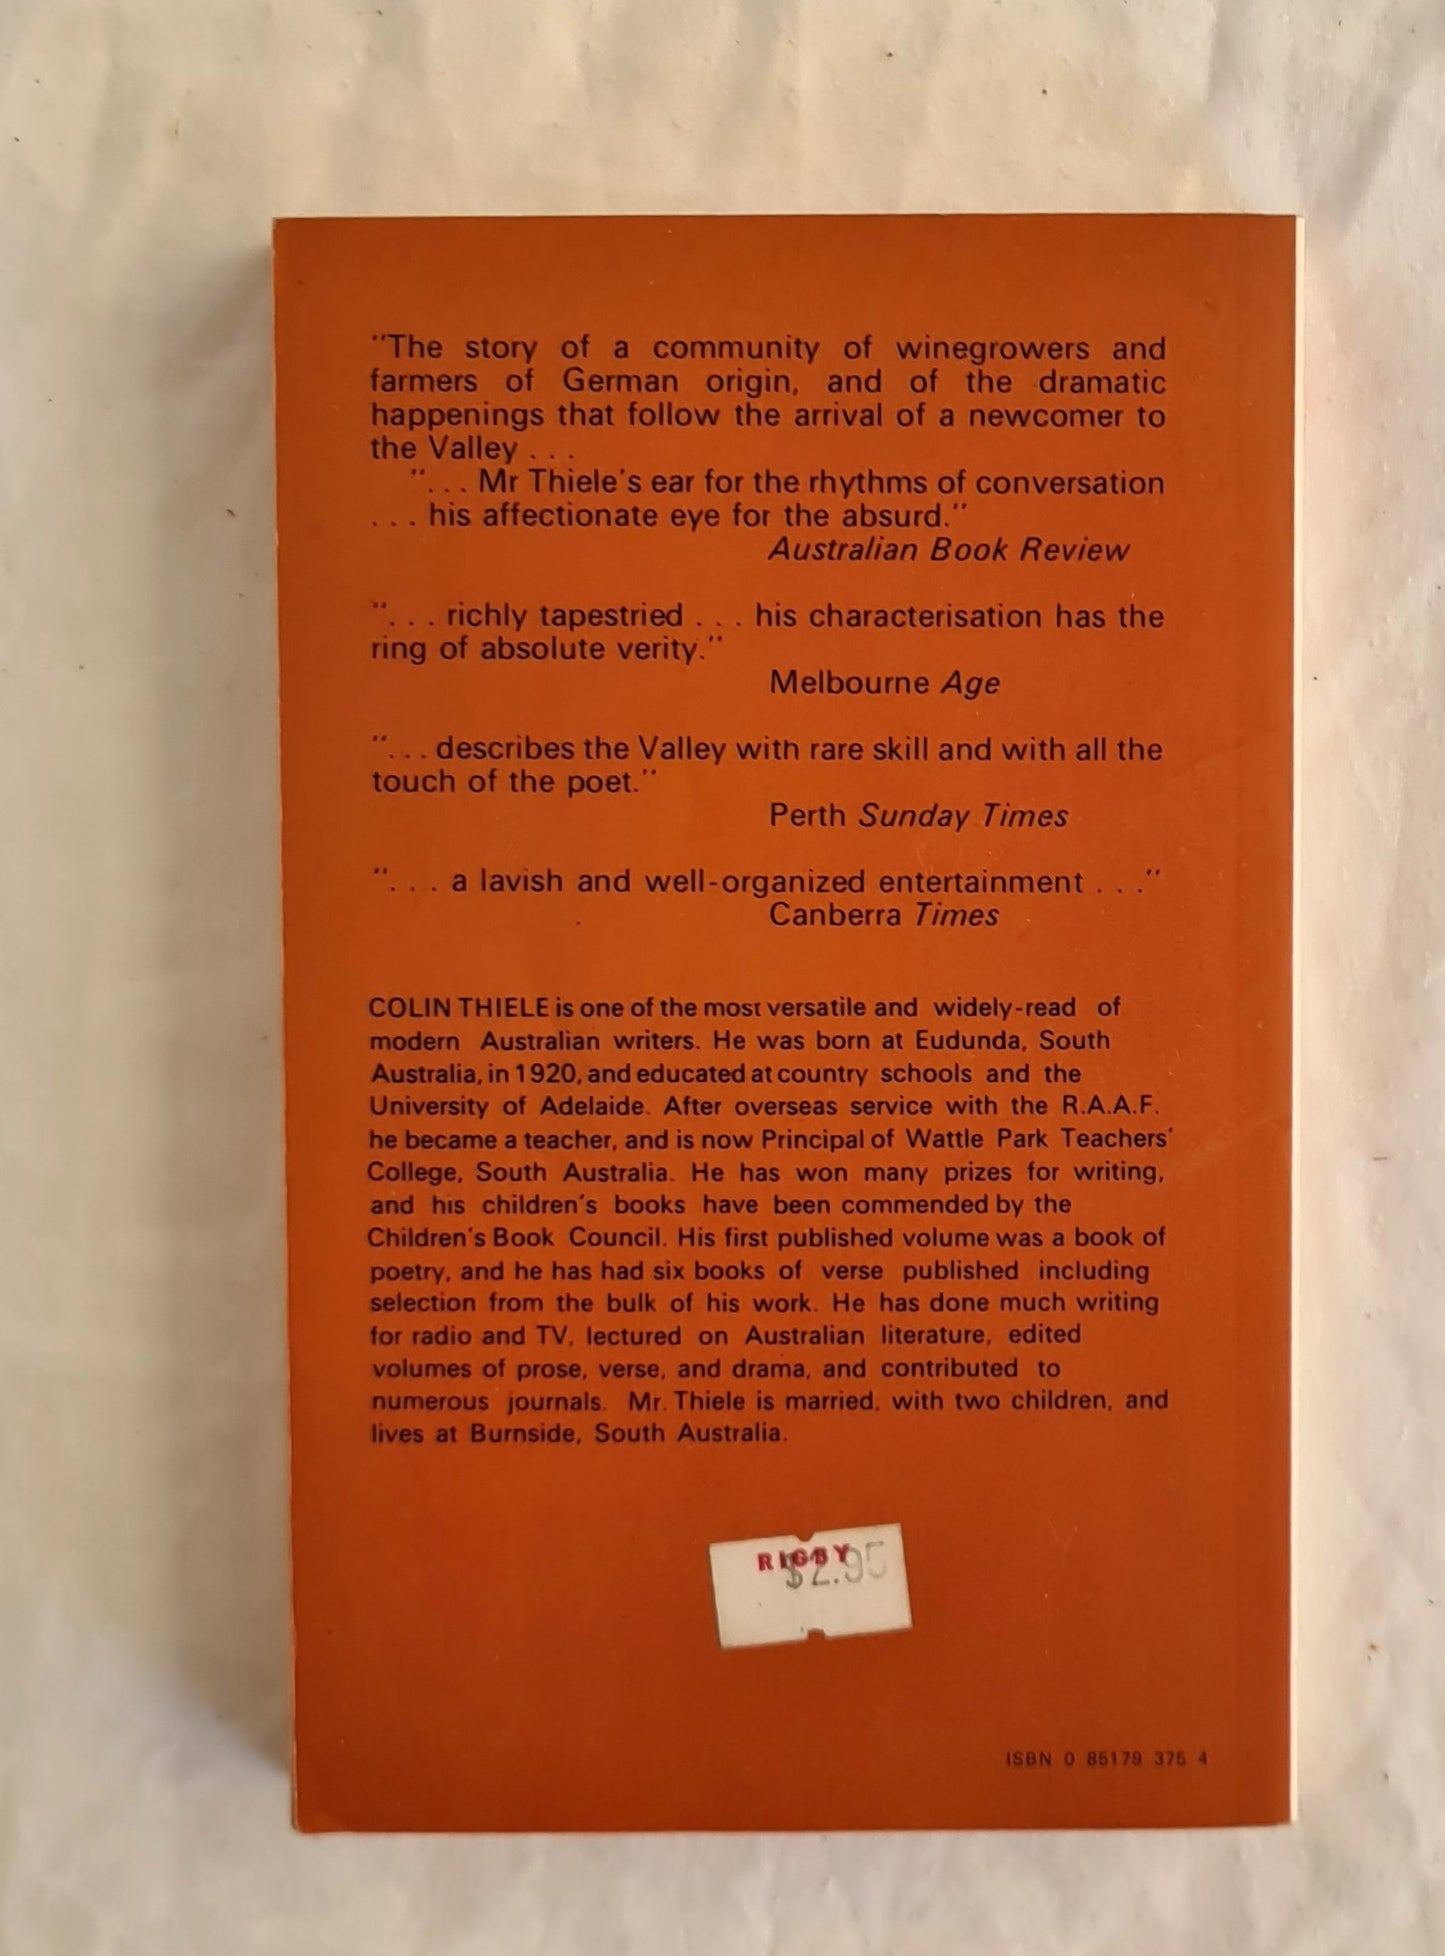 "The story of a community of winegrowers and
farmers of German origin, and of the dramatic
happenings that follow the arrival of a newcomer to
the Valley . . .
". . . Mr Thiele's ear for the rhythms of conversation
. . . his affectionate eye for the absurd."
Australian Book Review
". . . richly tapestried . . . his characterisation has the
ring of absolute verity."
Melbourne Age
". . . describes the Valley with rare skill and with all the
touch of the poet."
Perth Sunday Times
". . . a lavish and well-organized entertainment . . ."
Canberra Times
COLIN THIELE is one of the most versatile and widely-read of
modern Australian writers. He was born at Eudunda, South
Australia, in 1920, and educated at country schools and the
University of Adelaide. After overseas service with the R.A.A.F.
he became a teacher, and is now Principal of Wattle Park Teachers'
College, South Australia. He has won many prizes for writing,
and his children's books have been commended by the
Children's Book Council. His first published volume was a book of
poetry, and he has had six books of verse published including
selection from the bulk of his work. He has done much writing
for radio and TV, lectured on Australian literature, edited
volumes of prose, verse, and drama, and contributed to
numerous journals. Mr. Thiele is married, with two children, and
lives at Burnside, South Australia.
RIGBY
$2.95
ISBN 0 85179 375 4